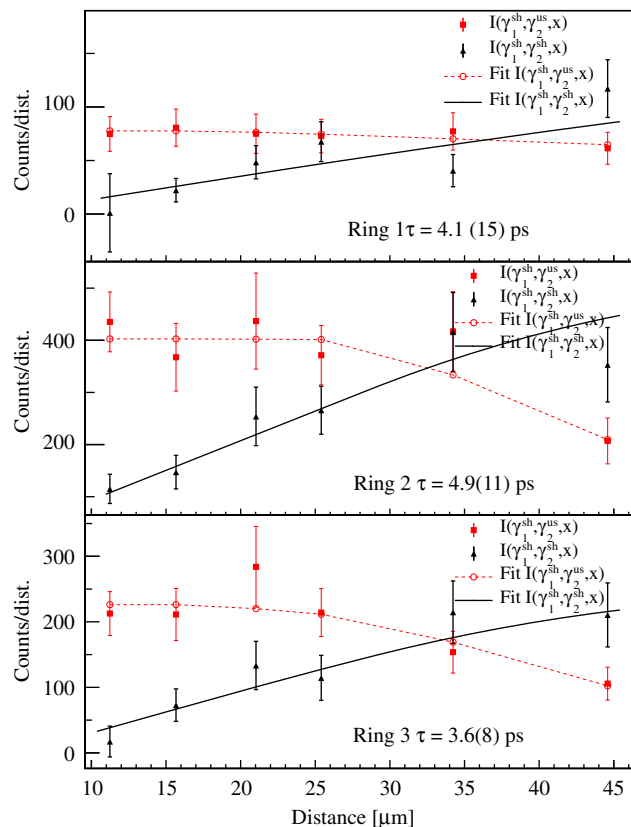 I(γ₁ˢʰ,γ₂ᵘˢ,x)
I(γ₁ˢʰ,γ₂ˢʰ,x)
Fit I(γ₁ˢʰ,γ₂ᵘˢ,x)
Fit I(γ₁ˢʰ,γ₂ˢʰ,x)
100
0
Counts/dist.
Ring 1τ = 4.1 (15) ps
I(γ₁ˢʰ,γ₂ᵘˢ,x)
I(γ₁ˢʰ,γ₂ˢʰ,x)
Fit I(γ₁ˢʰ,γ₂ᵘˢ,x)
Fit I(γ₁ˢʰ,γ₂ˢʰ,x)
400
200
Counts/dist.
Ring 2 τ = 4.9(11) ps
I(γ₁ˢʰ,γ₂ᵘˢ,x)
I(γ₁ˢʰ,γ₂ˢʰ,x)
Fit I(γ₁ˢʰ,γ₂ᵘˢ,x)
Fit I(γ₁ˢʰ,γ₂ˢʰ,x)
300
200
100
0
Counts/dist.
Ring 3 τ = 3.6(8) ps
10 15 20 25 30 35 40 45
Distance [μm]